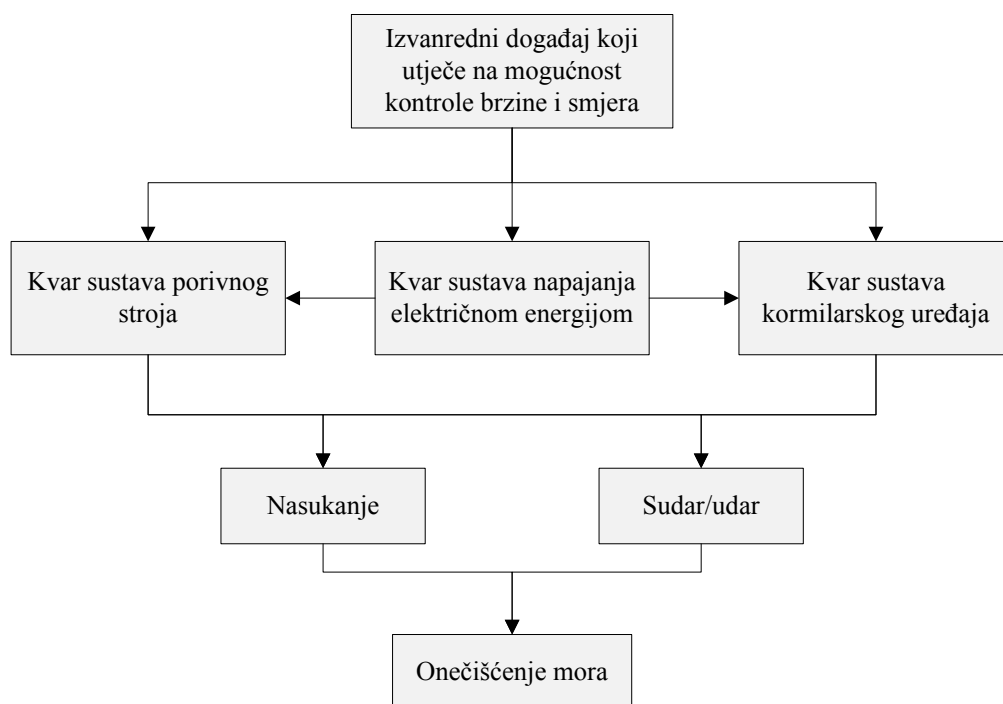 Izvanredni događaj koji
utječe na mogućnost
kontrole brzine i smjera
Kvar sustava porivnog
stroja
Kvar sustava napajanja
električnom energijom
Kvar sustava
kormilarskog uređaja
Nasukanje
Sudar/udar
Onečišćenje mora